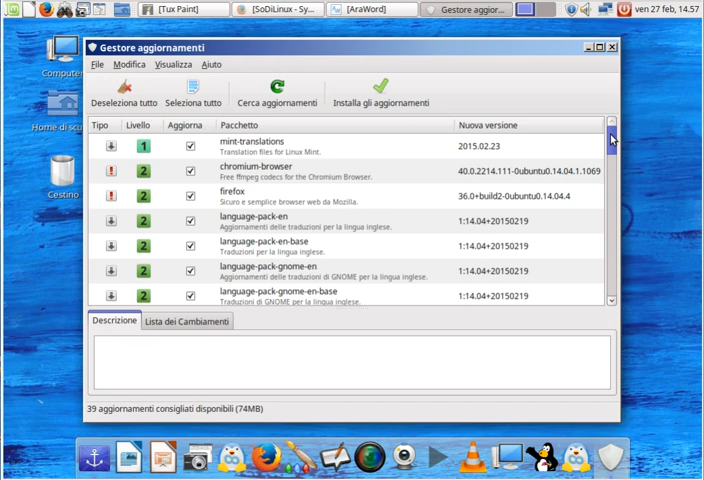 [Tux Paint]
[SoDiLinux - Sy...
[AraWord]
Gestore aggior...
ven 27 feb, 14.57
Computer
Home di scu
Cestino
Gestore aggiornamenti
File Modifica Visualizza Aiuto
Deseleziona tutto Seleziona tutto Cerca aggiornamenti Installa gli aggiornamenti
Tipo Livello Aggiorna Pacchetto Nuova versione
1 mint-translations 2015.02.23
Translation files for Linux Mint.
2 chromium-browser 40.0.2214.111-0ubuntu0.14.04.1.1069
Free ffmpeg codecs for the Chromium Browser.
2 firefox 36.0+build2-0ubuntu0.14.04.4
Sicuro e semplice browser web da Mozilla.
2 language-pack-en 1:14.04+20150219
Aggiornamenti delle traduzioni per la lingua inglese.
2 language-pack-en-base 1:14.04+20150219
Traduzioni per la lingua inglese.
2 language-pack-gnome-en 1:14.04+20150219
Aggiornamenti delle traduzioni di GNOME per la lingua inglese.
2 language-pack-gnome-en-base 1:14.04+20150219
Traduzioni di GNOME per la lingua inglese.
Descrizione Lista dei Cambiamenti
39 aggiornamenti consigliati disponibili (74MB)